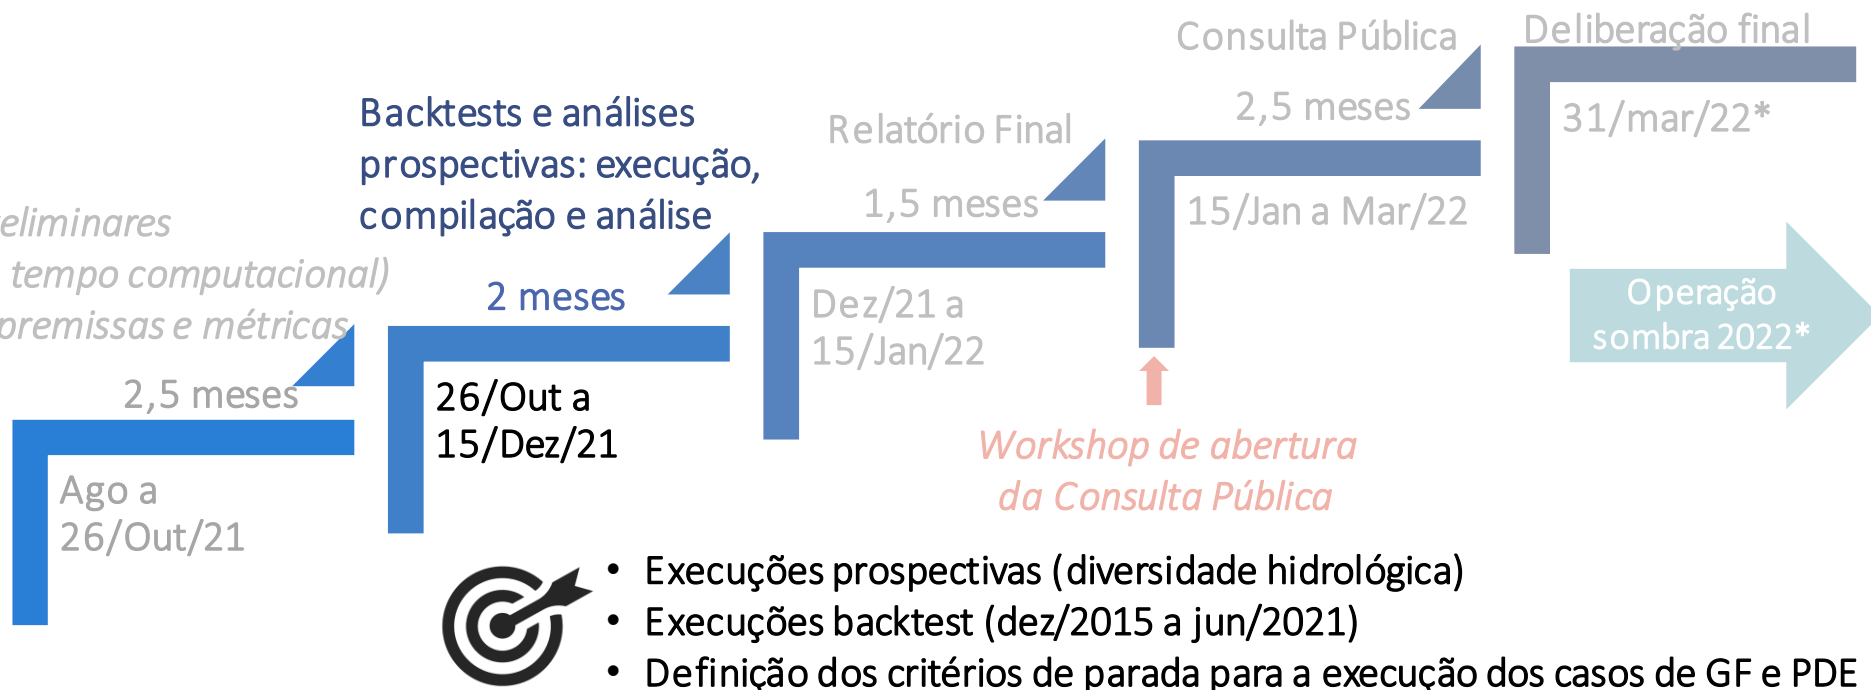 eliminares
tempo computacional)
premissas e métricas
2,5 meses
Ago a
26/Out/21
Backtests e análises
prospectivas: execução,
compilação e análise
2 meses
26/Out a
15/Dez/21
Relatório Final
1,5 meses
Dez/21 a
15/Jan/22
Consulta Pública
2,5 meses
15/Jan a Mar/22
Workshop de abertura
da Consulta Pública
Deliberação final
31/mar/22*
Operação
sombra 2022*
• Execuções prospectivas (diversidade hidrológica)
• Execuções backtest (dez/2015 a jun/2021)
• Definição dos critérios de parada para a execução dos casos de GF e PDE